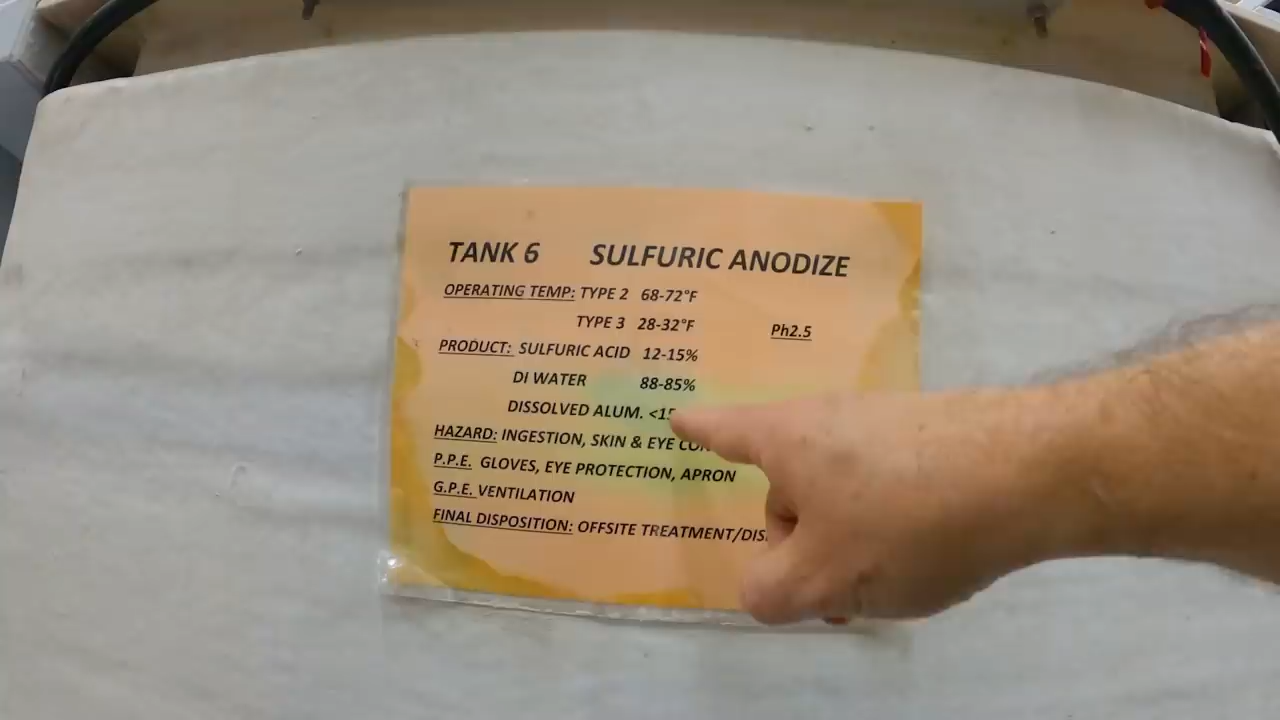 TANK 6 SULFURIC ANODIZE
OPERATING TEMP: TYPE 2 68-72°F
TYPE 3 28-32°F Ph2.5
PRODUCT: SULFURIC ACID 12-15%
DI WATER 88-85%
DISSOLVED ALUM. <15
HAZARD: INGESTION, SKIN & EYE
P.P.E. GLOVES, EYE PROTECTION, APRON
G.P.E. VENTILATION
FINAL DISPOSITION: OFFSITE TREATMENT/